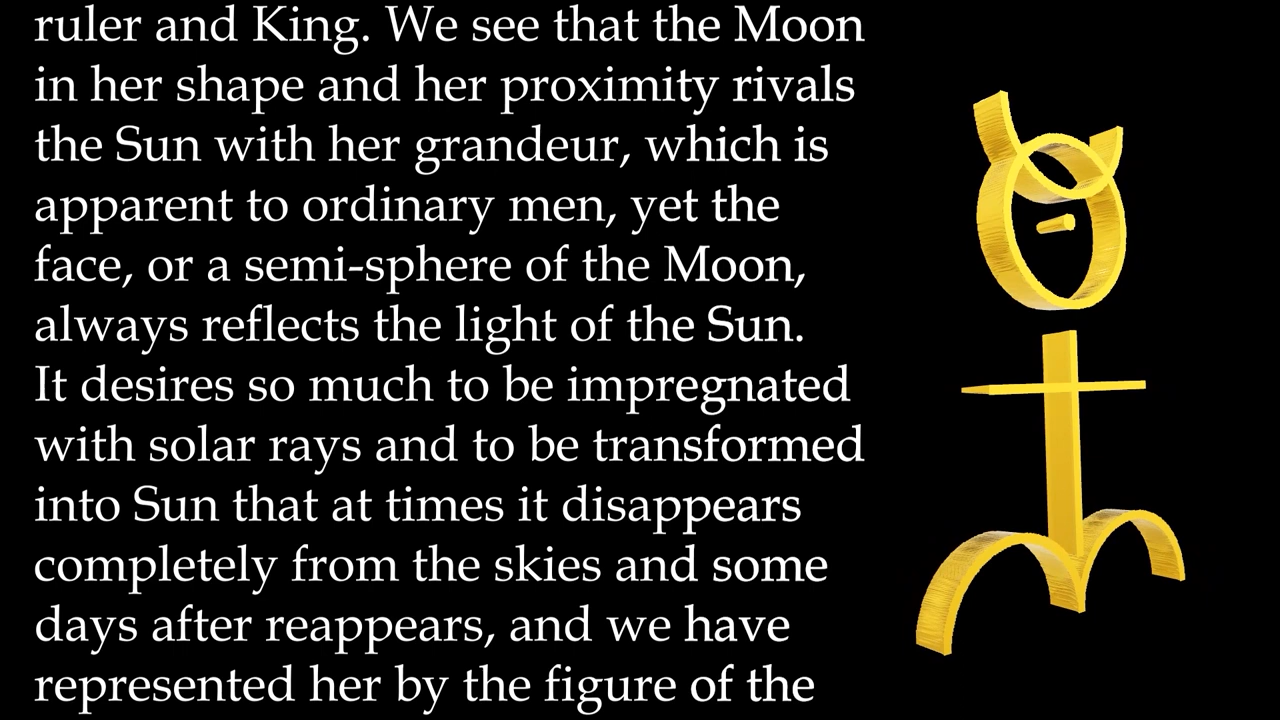 ruler and King. We see that the Moon
in her shape and her proximity rivals
the Sun with her grandeur, which is
apparent to ordinary men, yet the
face, or a semi-sphere of the Moon,
always reflects the light of the Sun.
It desires so much to be impregnated
with solar rays and to be transformed
into Sun that at times it disappears
completely from the skies and some
days after reappears, and we have
represented her by the figure of the